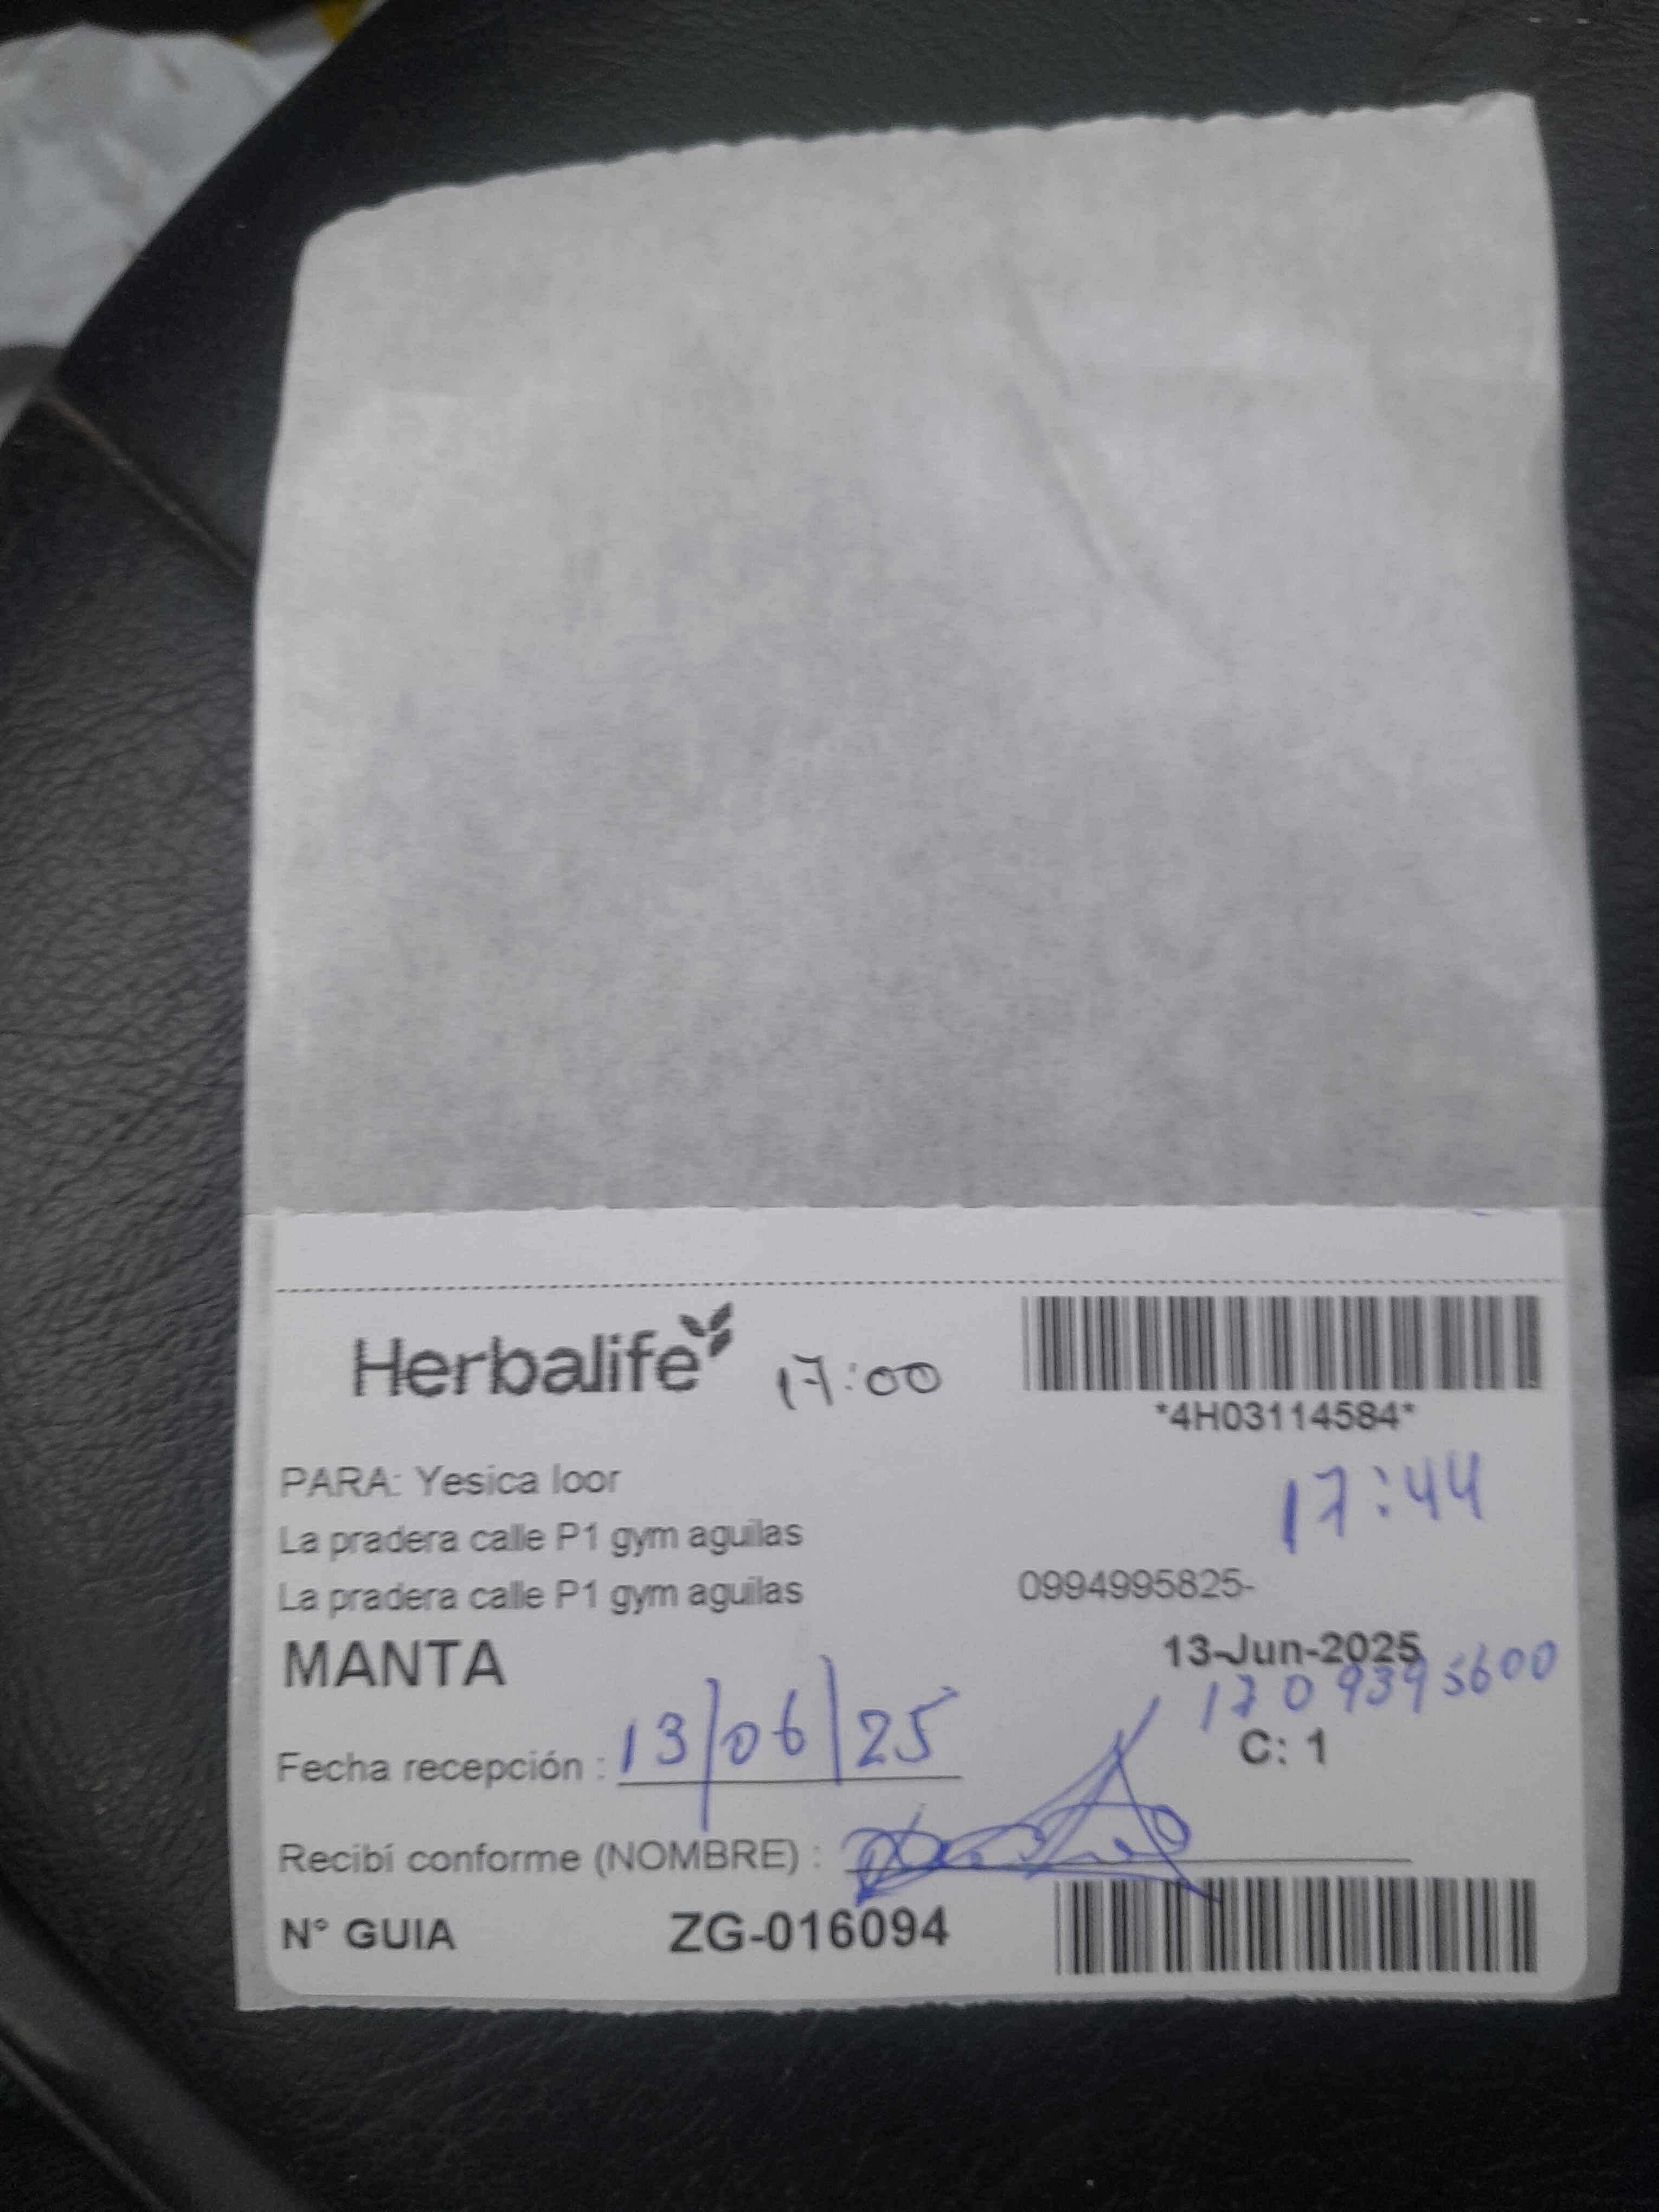 Herbalife 17:00
*4H03114584*
PARA: Yesica loor
17:44
La pradera calle P1 gym aguilas
La pradera calle P1 gym aguilas 0994995825-
MANTA 13-Jun-2025
1709395600
Fecha recepción : 13/06/25 C: 1
Recibí conforme (NOMBRE) :
N° GUIA ZG-016094